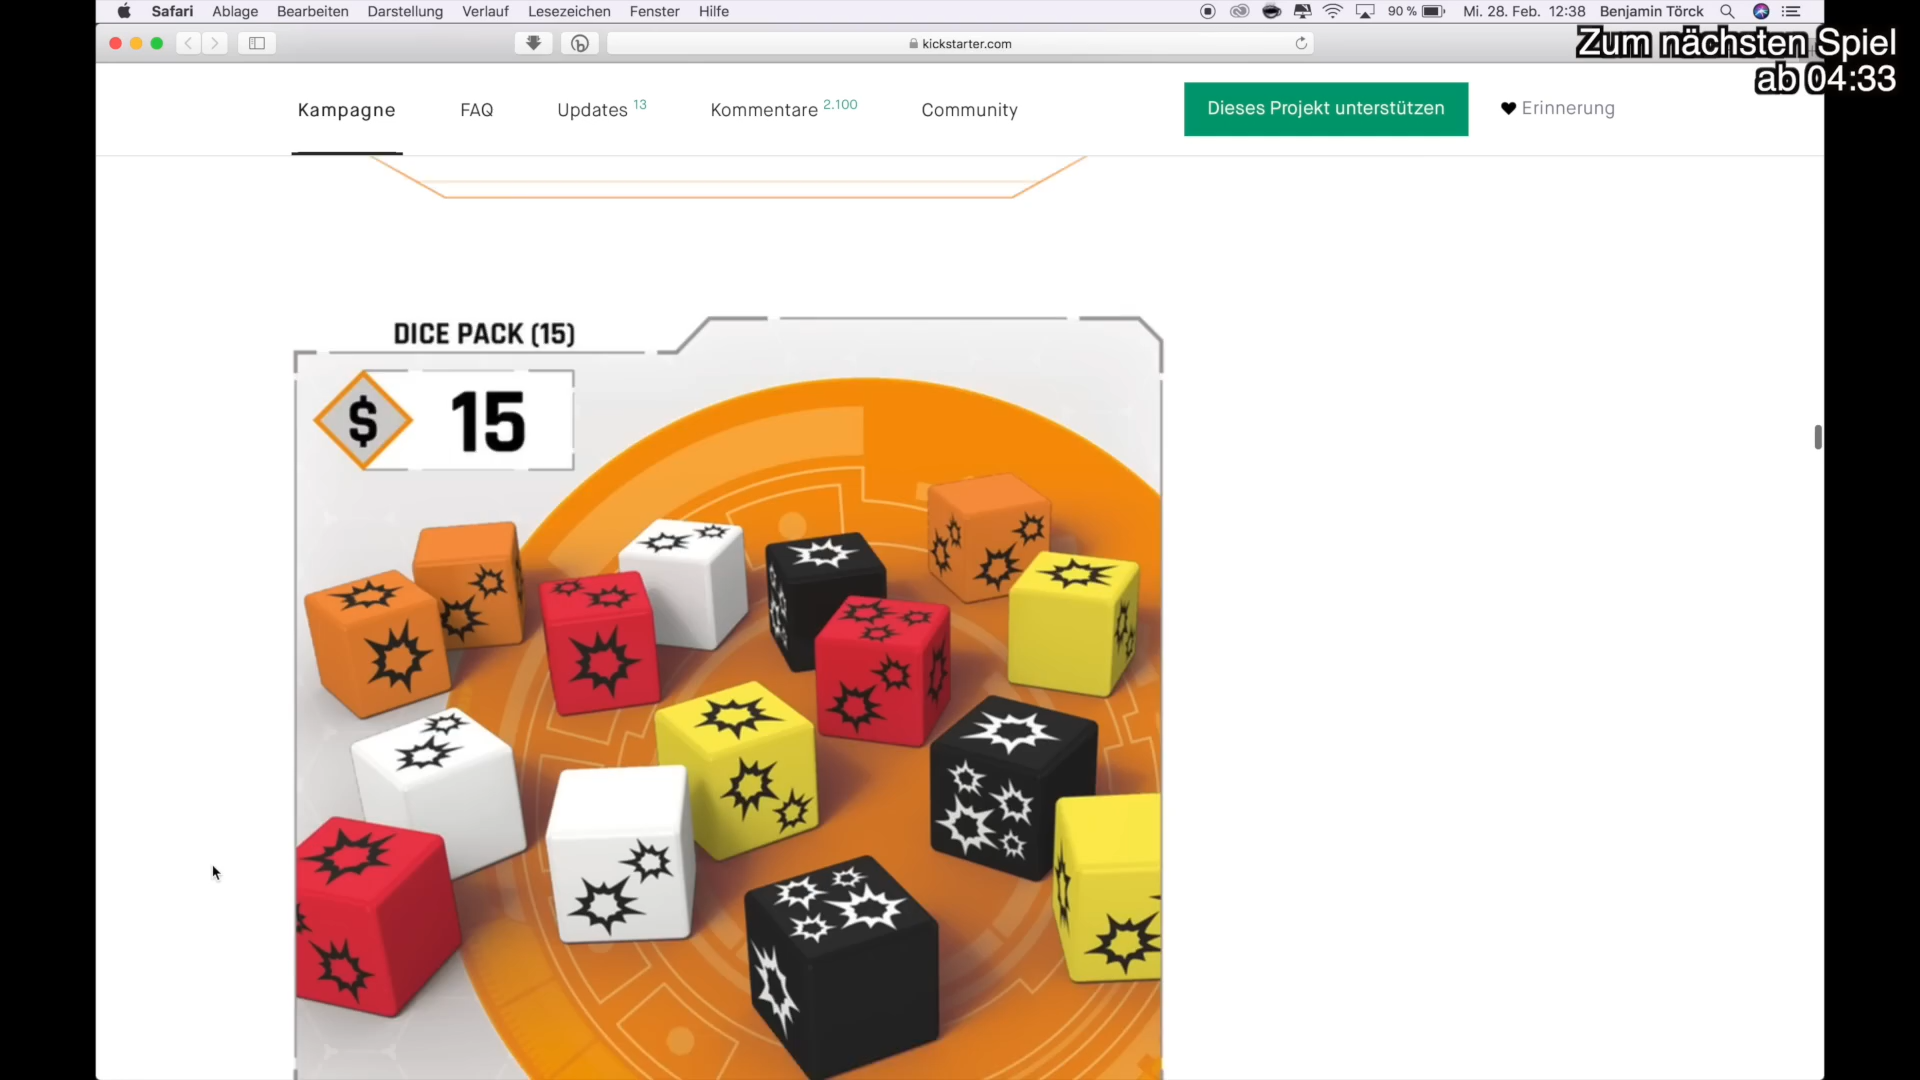 Safari Ablage Bearbeiten Darstellung Verlauf Lesezeichen Fenster Hilfe 90 % Mi. 28. Feb. 12:38 Benjamin Törck
kickstarter.com
Zum nächsten Spiel
ab 04:33
Kampagne FAQ Updates 13 Kommentare 2.100 Community Dieses Projekt unterstützen Erinnerung
DICE PACK (15)
$ 15